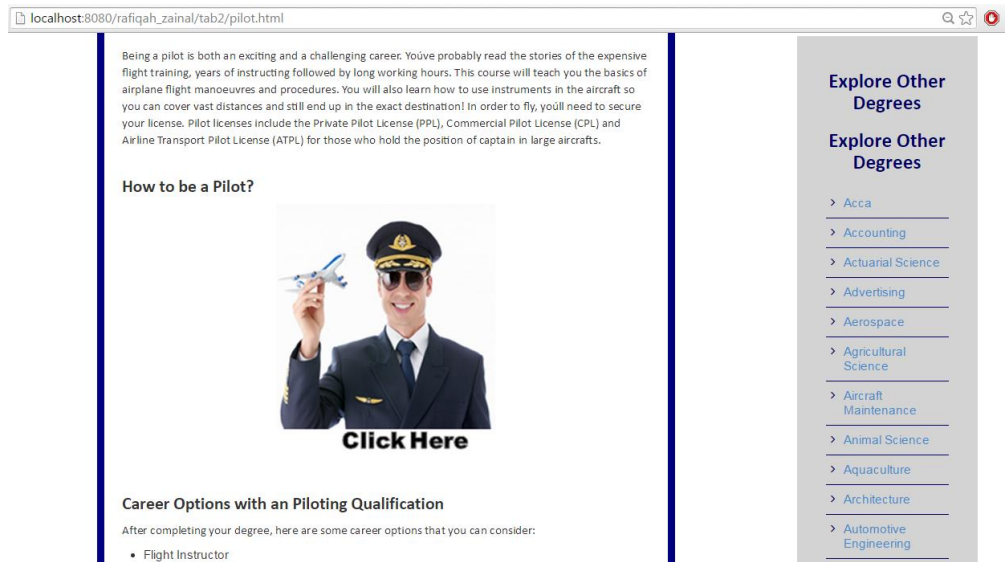 localhost:8080/rafiqah_zainal/tab2/pilot.html
Being a pilot is both an exciting and a challenging career. Yoúve probably read the stories of the expensive
flight training, years of instructing followed by long working hours. This course will teach you the basics of
airplane flight manoeuvres and procedures. You will also learn how to use instruments in the aircraft so
you can cover vast distances and still end up in the exact destination! In order to fly, yoúll need to secure
your license. Pilot licenses include the Private Pilot License (PPL), Commercial Pilot License (CPL) and
Airline Transport Pilot License (ATPL) for those who hold the position of captain in large aircrafts.
How to be a Pilot?
Click Here
Career Options with an Piloting Qualification
After completing your degree, here are some career options that you can consider:
• Flight Instructor
Explore Other
Degrees
Explore Other
Degrees
> Acca
> Accounting
> Actuarial Science
> Advertising
> Aerospace
> Agricultural
Science
> Aircraft
Maintenance
> Animal Science
> Aquaculture
> Architecture
> Automotive
Engineering